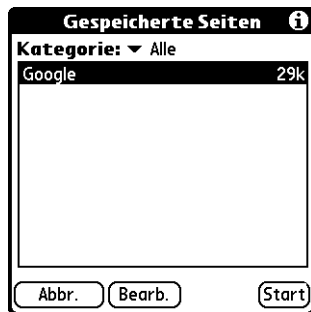 Gespeicherte Seiten
Kategorie: Alle
Google 29k
Abbr. Bearb. Start